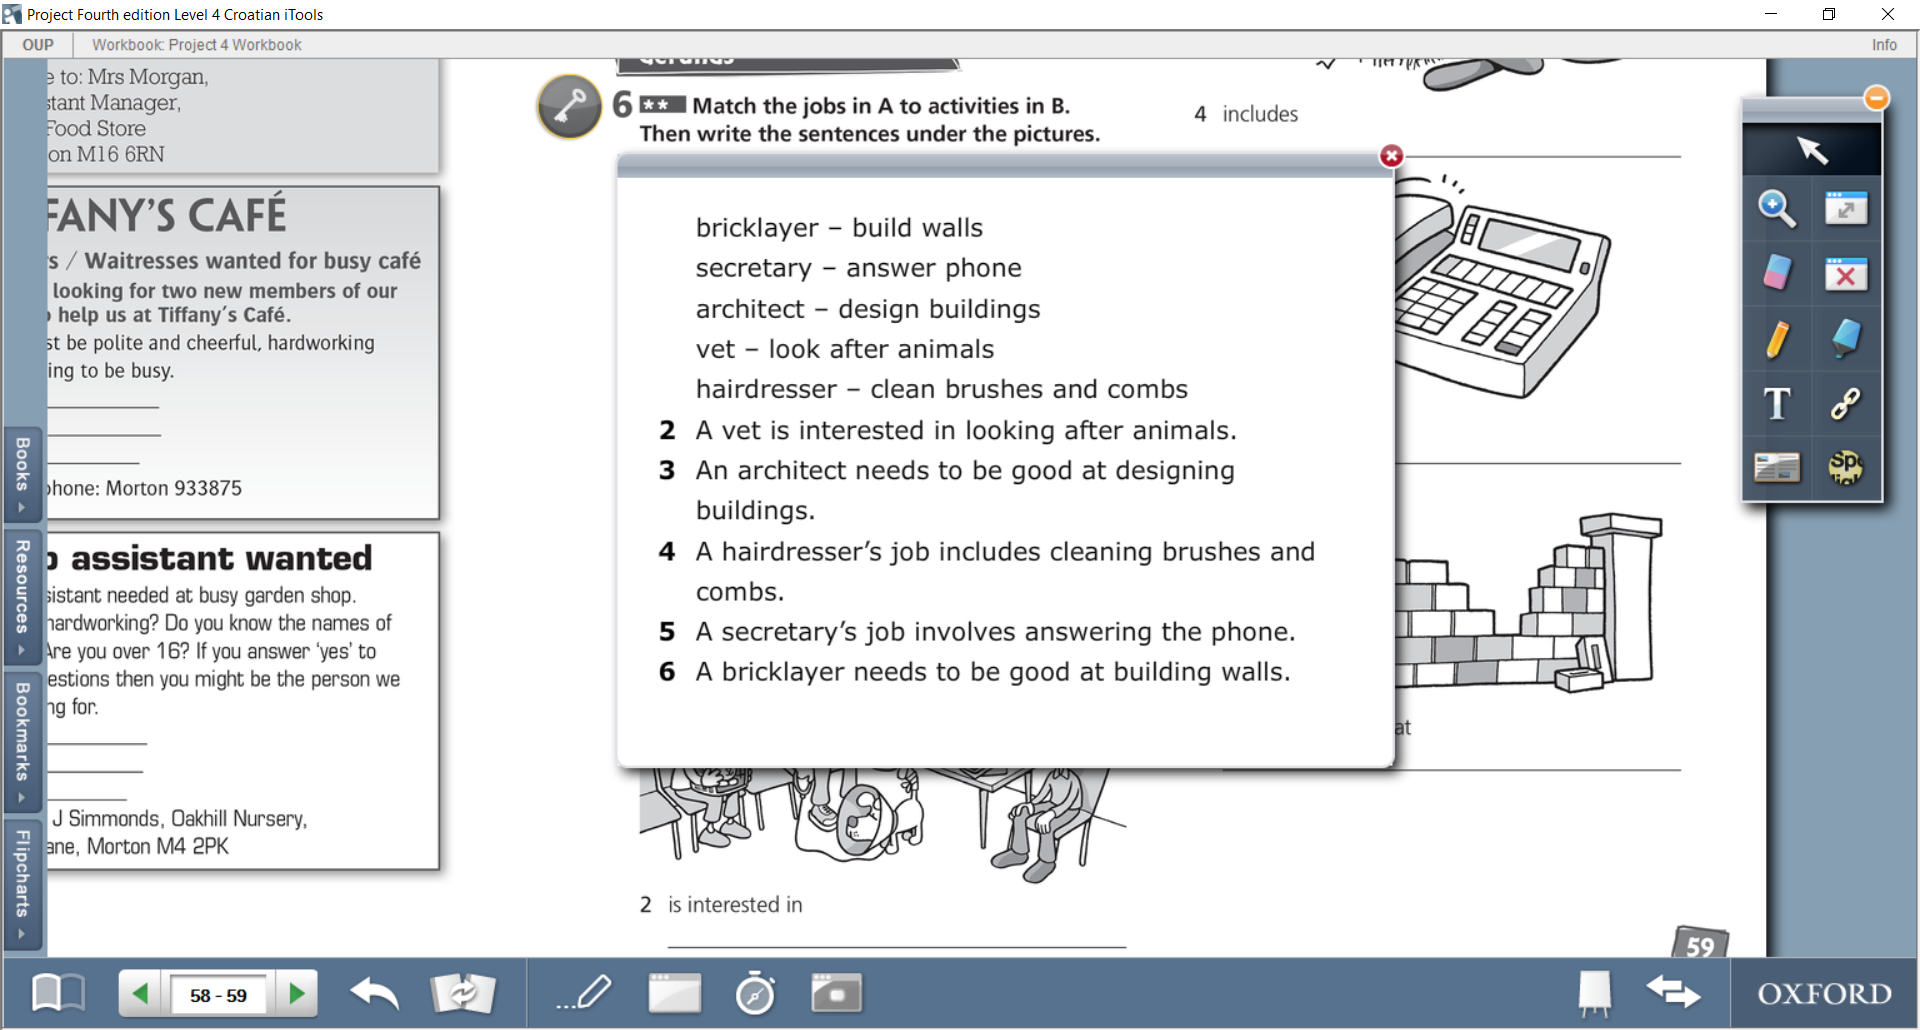 Project Fourth edition Level 4 Croatian iTools
OUP
Workbook: Project 4 Workbook
Info
e to: Mrs Morgan,
stant Manager,
Food Store
on M16 6RN
FANY'S CAFÉ
s / Waitresses wanted for busy café
looking for two new members of our
help us at Tiffany's Café.
st be polite and cheerful, hardworking
ing to be busy.
phone: Morton 933875
assistant wanted
sistant needed at busy garden shop.
hardworking? Do you know the names of
Are you over 16? If you answer 'yes' to
estions then you might be the person we
ng for.
J Simmonds, Oakhill Nursery,
ane, Morton M4 2PK
Gerunds
6 ** Match the jobs in A to activities in B.
Then write the sentences under the pictures.
bricklayer – build walls
secretary – answer phone
architect – design buildings
vet – look after animals
hairdresser – clean brushes and combs
2 A vet is interested in looking after animals.
3 An architect needs to be good at designing
buildings.
4 A hairdresser's job includes cleaning brushes and
combs.
5 A secretary's job involves answering the phone.
6 A bricklayer needs to be good at building walls.
2 is interested in
4 includes
at
59
Books
Resources
Bookmarks
Flipcharts
T
Spo
58 - 59
OXFORD